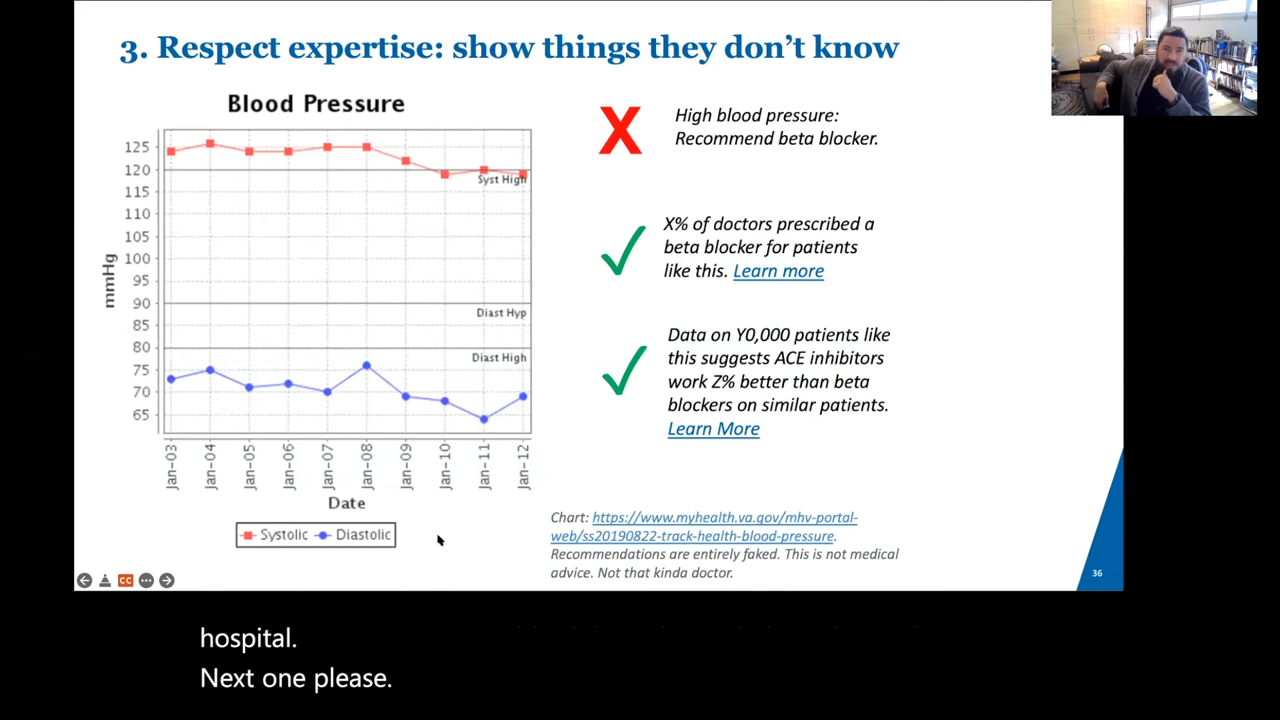 3. Respect expertise: show things they don't know
Blood Pressure
125
120
115
110
105
100
95
90
85
80
75
70
65
mmHg
Syst High
Diast Hyp
Diast High
Jan-03
Jan-04
Jan-05
Jan-06
Jan-07
Jan-08
Jan-09
Jan-10
Jan-11
Jan-12
Date
Systolic Diastolic
X
High blood pressure:
Recommend beta blocker.
X% of doctors prescribed a
beta blocker for patients
like this. Learn more
Data on Y0,000 patients like
this suggests ACE inhibitors
work Z% better than beta
blockers on similar patients.
Learn More
Chart: https://www.myhealth.va.gov/mhv-portal-
web/ss20190822-track-health-blood-pressure.
Recommendations are entirely faked. This is not medical
advice. Not that kinda doctor.
CC
36
hospital.
Next one please.